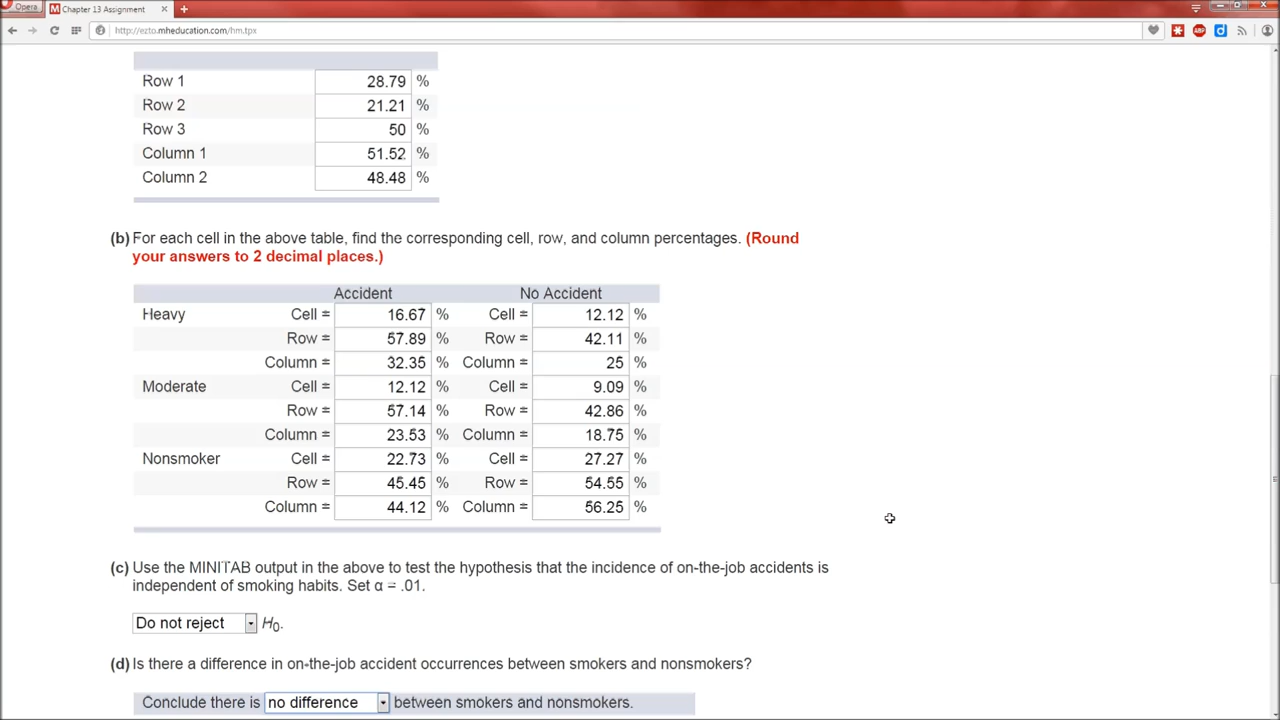 Opera
M Chapter 13 Assignment
http://ezto.mheducation.com/hm.tpx
Row 1 28.79 %
Row 2 21.21 %
Row 3 50 %
Column 1 51.52 %
Column 2 48.48 %
(b) For each cell in the above table, find the corresponding cell, row, and column percentages. (Round
your answers to 2 decimal places.)
Accident No Accident
Heavy Cell = 16.67 % Cell = 12.12 %
Row = 57.89 % Row = 42.11 %
Column = 32.35 % Column = 25 %
Moderate Cell = 12.12 % Cell = 9.09 %
Row = 57.14 % Row = 42.86 %
Column = 23.53 % Column = 18.75 %
Nonsmoker Cell = 22.73 % Cell = 27.27 %
Row = 45.45 % Row = 54.55 %
Column = 44.12 % Column = 56.25 %
(c) Use the MINITAB output in the above to test the hypothesis that the incidence of on-the-job accidents is
independent of smoking habits. Set α = .01.
Do not reject H0.
(d) Is there a difference in on-the-job accident occurrences between smokers and nonsmokers?
Conclude there is no difference between smokers and nonsmokers.